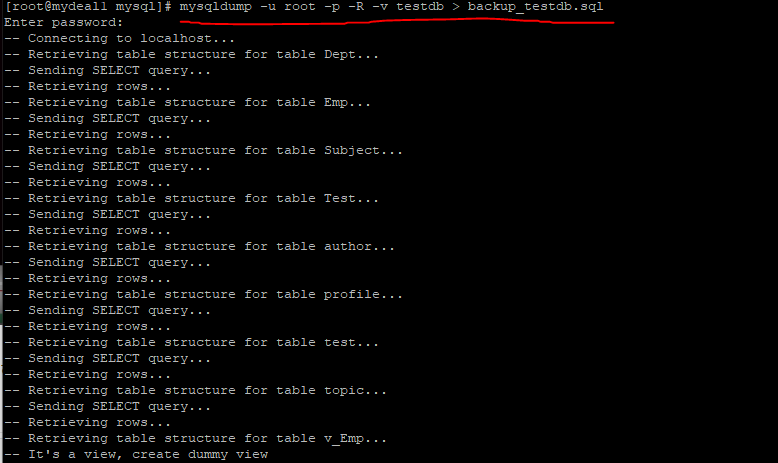 [root@mydeall mysql]# mysqldump -u root -p -R -v testdb > backup_testdb.sql
Enter password:
-- Connecting to localhost...
-- Retrieving table structure for table Dept...
-- Sending SELECT query...
-- Retrieving rows...
-- Retrieving table structure for table Emp...
-- Sending SELECT query...
-- Retrieving rows...
-- Retrieving table structure for table Subject...
-- Sending SELECT query...
-- Retrieving rows...
-- Retrieving table structure for table Test...
-- Sending SELECT query...
-- Retrieving rows...
-- Retrieving table structure for table author...
-- Sending SELECT query...
-- Retrieving rows...
-- Retrieving table structure for table profile...
-- Sending SELECT query...
-- Retrieving rows...
-- Retrieving table structure for table test...
-- Sending SELECT query...
-- Retrieving rows...
-- Retrieving table structure for table topic...
-- Sending SELECT query...
-- Retrieving rows...
-- Retrieving table structure for table v_Emp...
-- It's a view, create dummy view